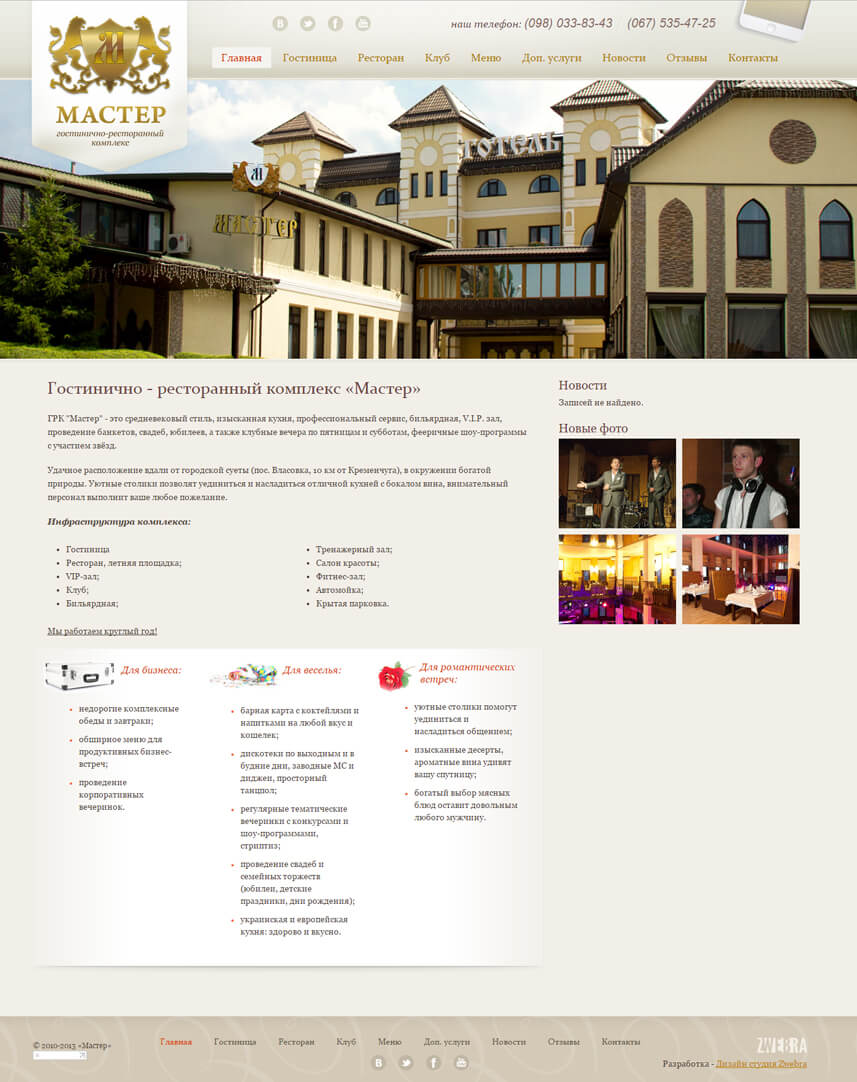 наш телефон: (098) 033-83-43 (067) 535-47-25
МАСТЕР
гостинично-ресторанный
комплекс
Главная Гостиница Ресторан Клуб Меню Доп. услуги Новости Отзывы Контакты
ГОТЕЛЬ
М
МАСТЕР
Гостинично - ресторанный комплекс «Мастер»
ГРК "Мастер" - это средневековый стиль, изысканная кухня, профессиональный сервис, бильярдная, V.I.P. зал,
проведение банкетов, свадеб, юбилеев, а также клубные вечера по пятницам и субботам, фееричные шоу-программы
с участием звёзд.
Удачное расположение вдали от городской суеты (пос. Власовка, 10 км от Кременчуга), в окружении богатой
природы. Уютные столики позволят уединиться и насладиться отличной кухней с бокалом вина, внимательный
персонал выполнит ваше любое пожелание.
Инфраструктура комплекса:
Гостиница
Ресторан, летняя площадка;
VIP-зал;
Клуб;
Бильярдная;
Тренажерный зал;
Салон красоты;
Фитнес-зал;
Автомойка;
Крытая парковка.
Мы работаем круглый год!
Новости
Записей не найдено.
Новые фото
Для бизнеса:
недорогие комплексные
обеды и завтраки;
обширное меню для
продуктивных бизнес-
встреч;
проведение
корпоративных
вечеринок.
Для веселья:
барная карта с коктейлями и
напитками на любой вкус и
кошелек;
дискотеки по выходным и в
будние дни, заводные МС и
диджеи, просторный
танцпол;
регулярные тематические
вечеринки с конкурсами и
шоу-программами,
стриптиз;
проведение свадеб и
семейных торжеств
(юбилеи, детские
праздники, дни рождения);
украинская и европейская
кухня: здорово и вкусно.
Для романтических
встреч:
уютные столики помогут
уединиться и
насладиться общением;
изысканные десерты,
ароматные вина удивят
вашу спутницу;
богатый выбор мясных
блюд оставит довольным
любого мужчину.
© 2010-2013 «Мастер»
Главная Гостиница Ресторан Клуб Меню Доп. услуги Новости Отзывы Контакты
ZWEBRA
Разработка - Дизайн студия Zwebra